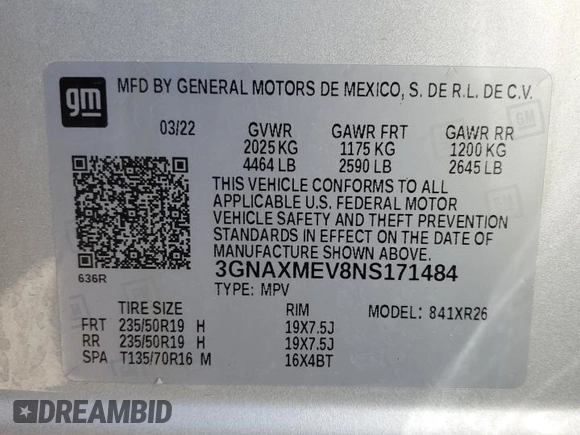 gm
MFD BY GENERAL MOTORS DE MEXICO, S. DE R.L. DE C.V.
03/22 GVWR GAWR FRT GAWR RR
2025 KG 1175 KG 1200 KG
4464 LB 2590 LB 2645 LB
THIS VEHICLE CONFORMS TO ALL
APPLICABLE U.S. FEDERAL MOTOR
VEHICLE SAFETY AND THEFT PREVENTION
STANDARDS IN EFFECT ON THE DATE
OF MANUFACTURE SHOWN ABOVE.
636R
3GNAXMEV8NS171484
TYPE: MPV
TIRE SIZE RIM MODEL: 841XR26
FRT 235/50R19 H 19X7.5J
RR 235/50R19 H 19X7.5J
SPA T135/70R16 M 16X4BT
DREAMBID